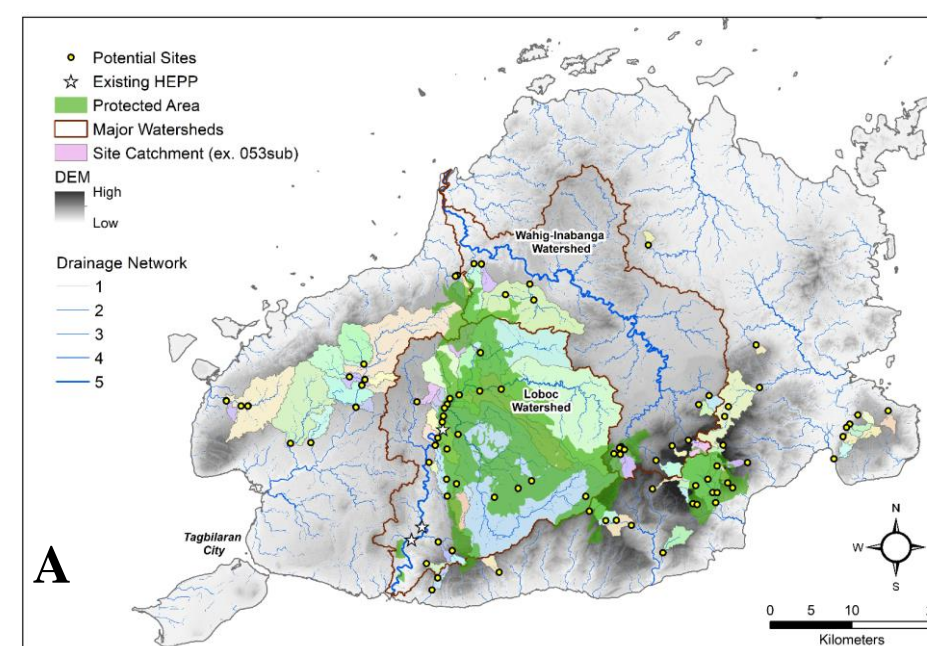 Potential Sites
Existing HEPP
Protected Area
Major Watersheds
Site Catchment (ex. 053sub)
DEM
High
Low
Drainage Network
1
2
3
4
5
Wahig-Inabanga
Watershed
Loboc
Watershed
Tagbilaran
City
A
N
W
E
S
0 5 10
Kilometers